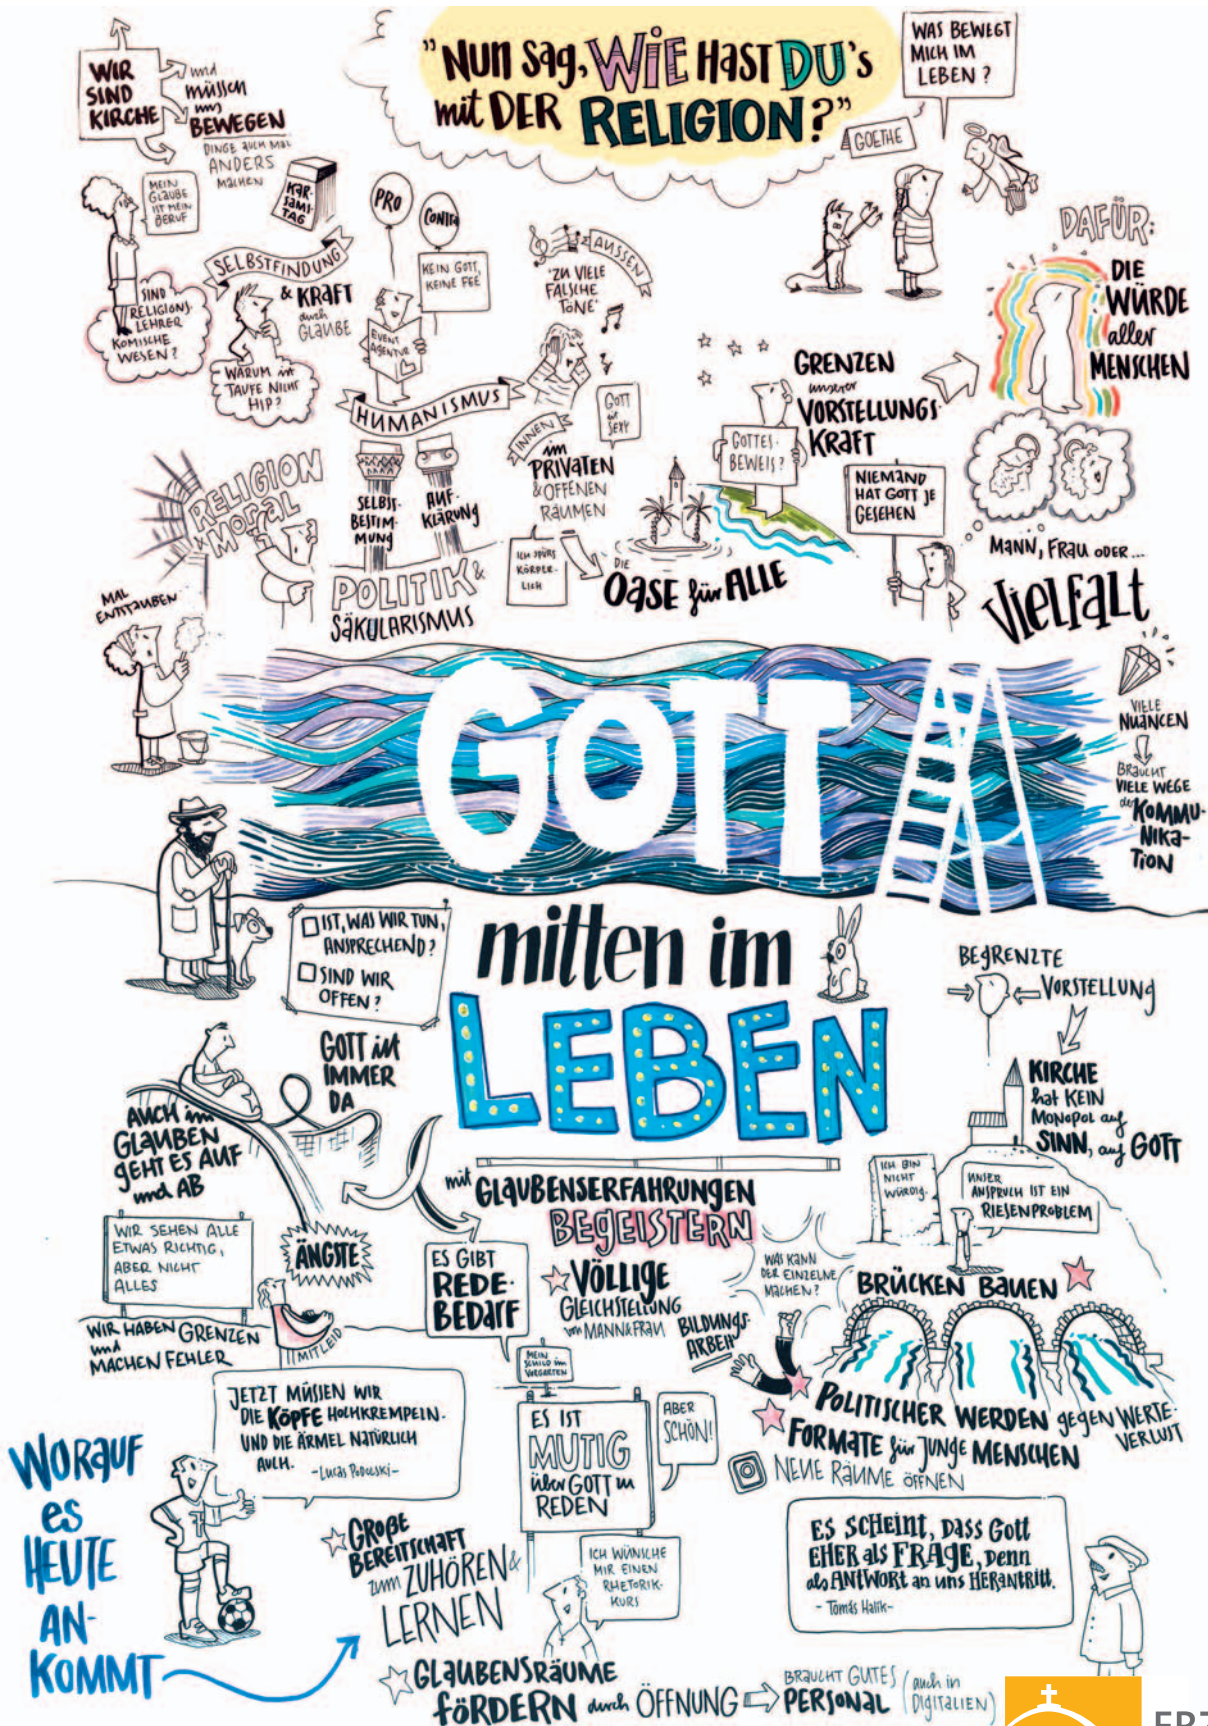 "NUN SAG, WIE HAST DU's
mit DER RELIGION?"
GOETHE
WAS BEWEGT
MICH IM
LEBEN?
WIR
SIND
KIRCHE
und
müssen
uns
BEWEGEN
DINGE AUCH MAL
ANDERS
MACHEN
MEIN
GLAUBE
IST MEIN
BERUF
KAR-
SAMS-
TAG
SIND
RELIGIONS-
LEHRER
KOMISCHE
WESEN?
SELBSTFINDUNG
& KRAFT
durch
GLAUBE
WARUM ist
TAUFE NICHT
HIP?
PRO
CONTRA
KEIN GOTT,
KEINE FEE
EVENT
AGENTUR
HUMANISMUS
AUSSEN
"ZU VIELE
FALSCHE
TÖNE"
GOTT
ist
SEXY
INNEN
im
PRIVATEN
& OFFENEN
RÄUMEN
ICH SPÜRS
KÖRPER-
LICH
DIE
OASE für ALLE
GRENZEN
unserer
VORSTELLUNGS-
KRAFT
GOTTES-
BEWEIS?
NIEMAND
HAT GOTT JE
GESEHEN
DAFÜR:
DIE
WÜRDE
aller
MENSCHEN
MANN, FRAU ODER...
VIELFALT
RELIGION
& MORAL
SELBST-
BESTIM-
MUNG
AUF-
KLÄRUNG
POLITIK &
SÄKULARISMUS
MAL
ENTSTAUBEN
GOTT
VIELE
NUANCEN
BRAUCHT
VIELE WEGE
der KOMMU-
NIKA-
TION
mitten im
LEBEN
IST, WAS WIR TUN,
ANSPRECHEND?
SIND WIR
OFFEN?
GOTT ist
IMMER
DA
AUCH im
GLAUBEN
GEHT ES AUF
und AB
BEGRENZTE
VORSTELLUNG
KIRCHE
hat KEIN
MONOPOL auf
SINN, auf GOTT
ICH BIN
NICHT
WÜRDIG.
UNSER
ANSPRUCH IST EIN
RIESENPROBLEM
mit GLAUBENSERFAHRUNGEN
BEGEISTERN
WIR SEHEN ALLE
ETWAS RICHTIG,
ABER NICHT
ALLES
ÄNGSTE
WIR HABEN GRENZEN
und
MACHEN FEHLER
MITLEID
ES GIBT
REDE-
BEDARF
VÖLLIGE
GLEICHSTELLUNG
von MANN & FRAU
WAS KANN
DER EINZELNE
MACHEN?
BILDUNGS-
ARBEIT
BRÜCKEN BAUEN
POLITISCHER WERDEN GEGEN WERTE-
VERLUST
FORMATE für JUNGE MENSCHEN
NEUE RÄUME ÖFFNEN
MEIN
SCHILD im
VORGARTEN
ES IST
MUTIG
über GOTT zu
REDEN
ABER
SCHÖN!
JETZT MÜSSEN WIR
DIE KÖPFE HOCHKREMPELN.
UND DIE ÄRMEL NATÜRLICH
AUCH.
- LUCAS PODOLSKI -
WORAUF
ES
HEUTE
AN-
KOMMT
GROßE
BEREITSCHAFT
zum ZUHÖREN &
LERNEN
ICH WÜNSCHE
MIR EINEN
RHETORIK-
KURS
ES SCHEINT, DASS GOTT
EHER als FRAGE, DENN
als ANTWORT an uns HERANTRITT.
- Tomás Halík -
GLAUBENSRÄUME
FÖRDERN durch ÖFFNUNG
BRAUCHT GUTES
PERSONAL
(auch in
DIGITALIEN)